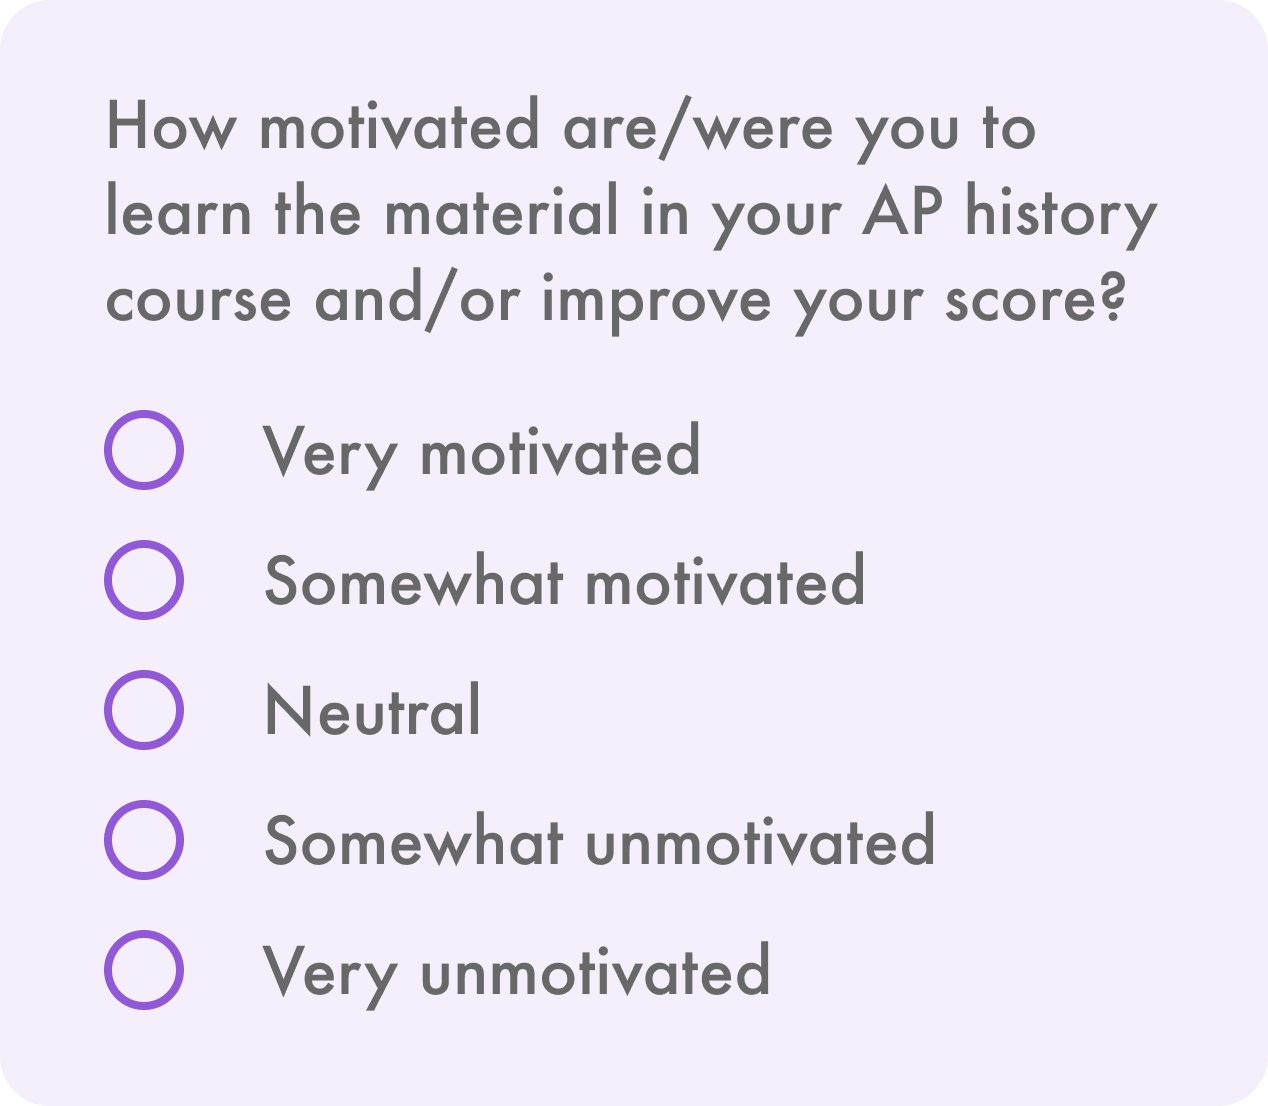 How motivated are/were you to
learn the material in your AP history
course and/or improve your score?
Very motivated
Somewhat motivated
Neutral
Somewhat unmotivated
Very unmotivated